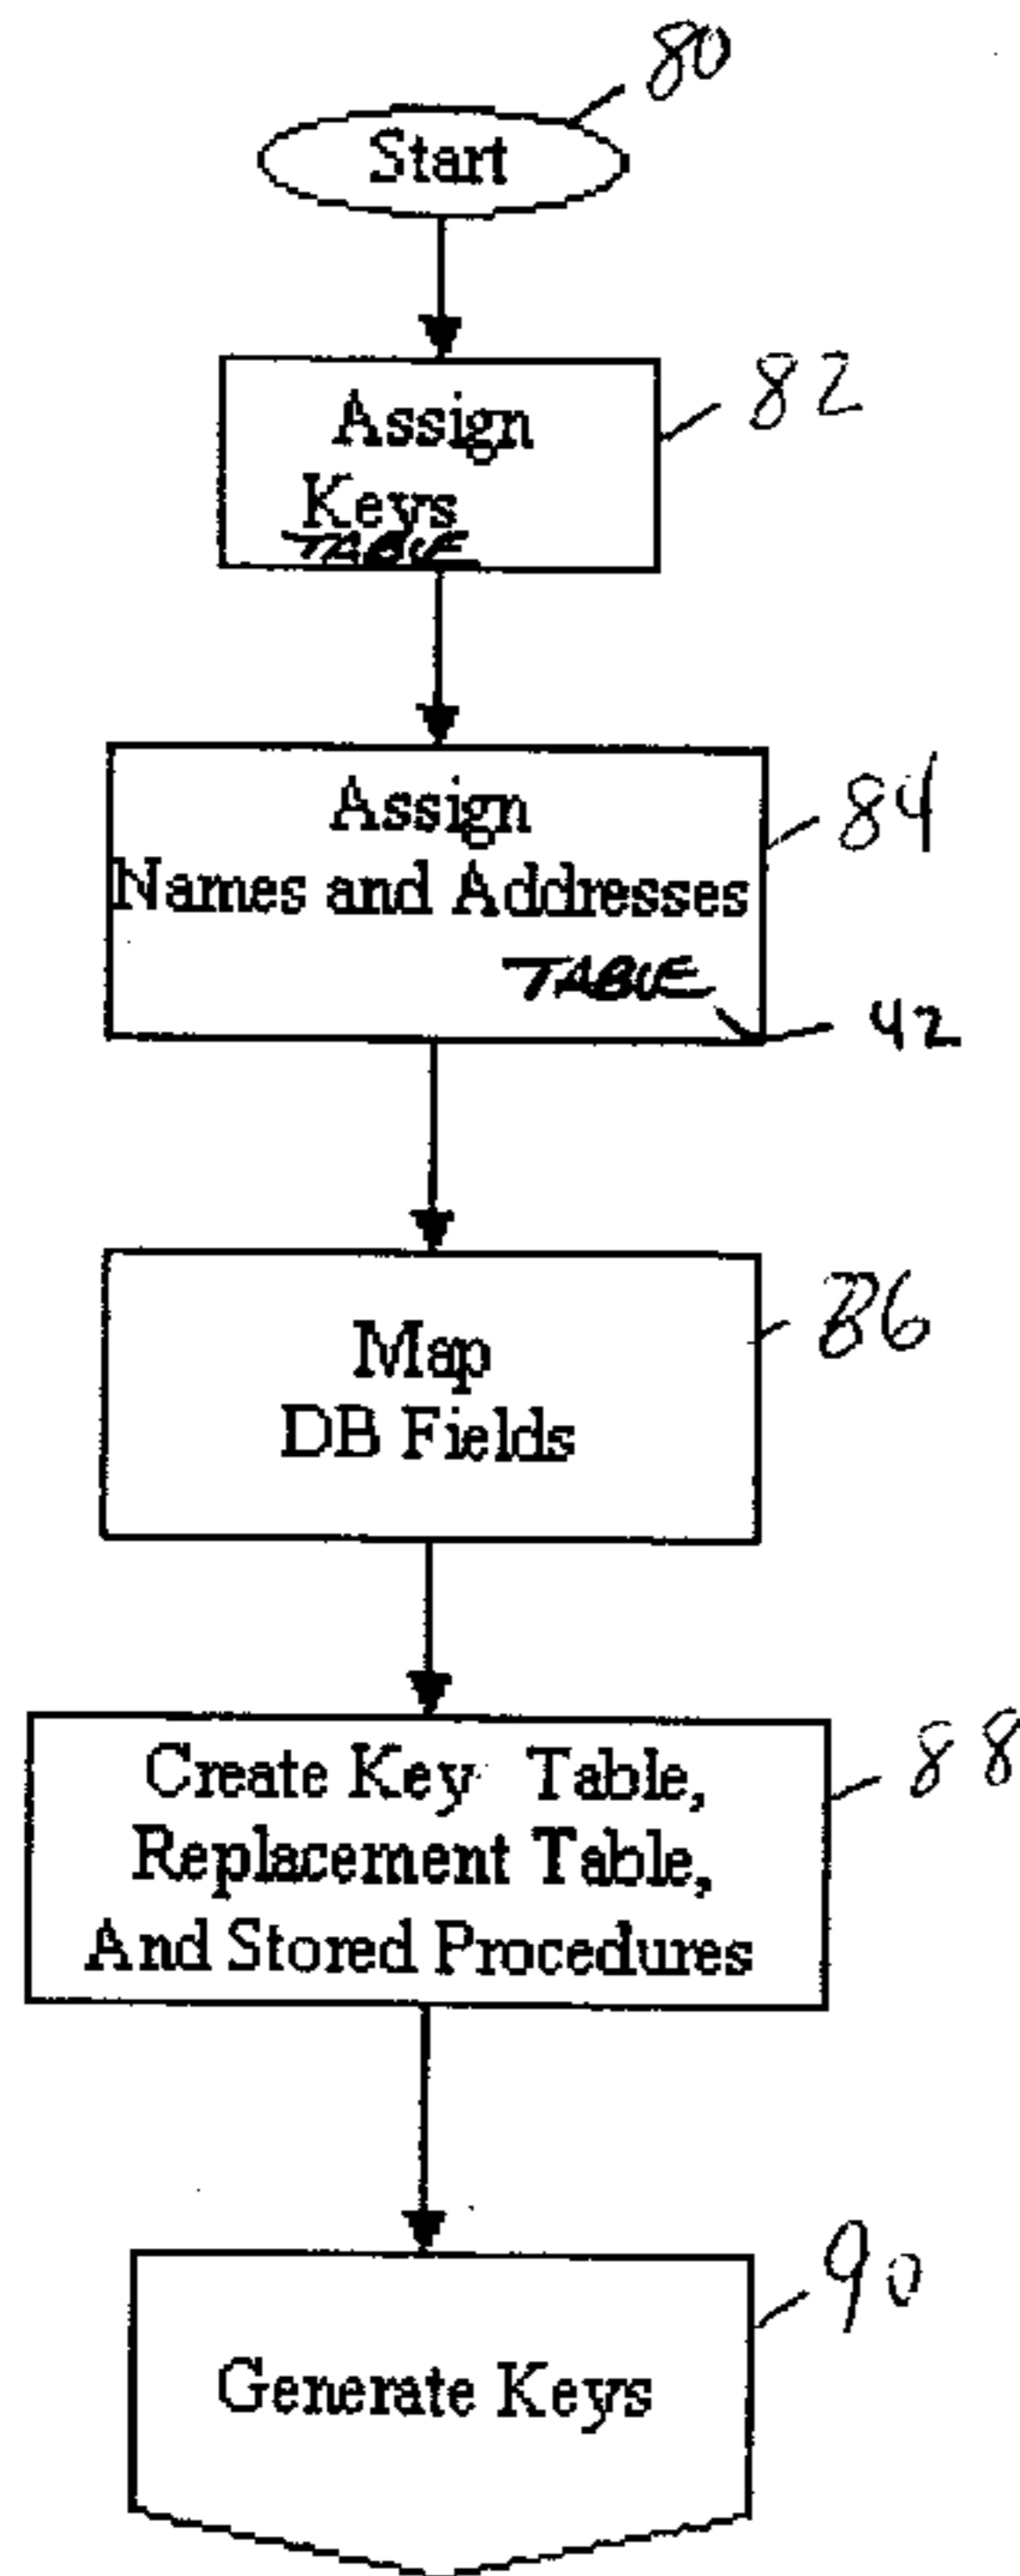 80
Start
82
Assign
Keys
TABLE
84
Assign
Names and Addresses
TABLE
42
86
Map
DB Fields
88
Create Key Table,
Replacement Table,
And Stored Procedures
90
Generate Keys